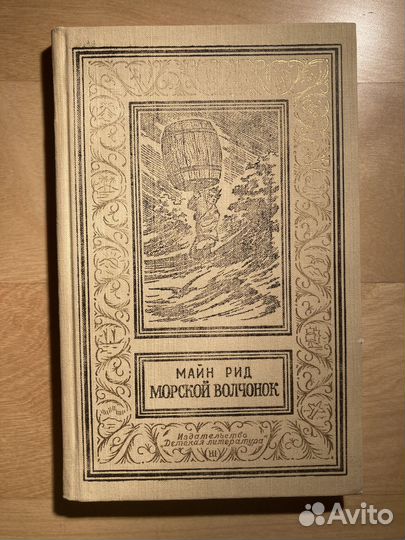 МАЙН РИД
МОРСКОЙ ВОЛЧОНОК
Издательство
Детская литература
Avito